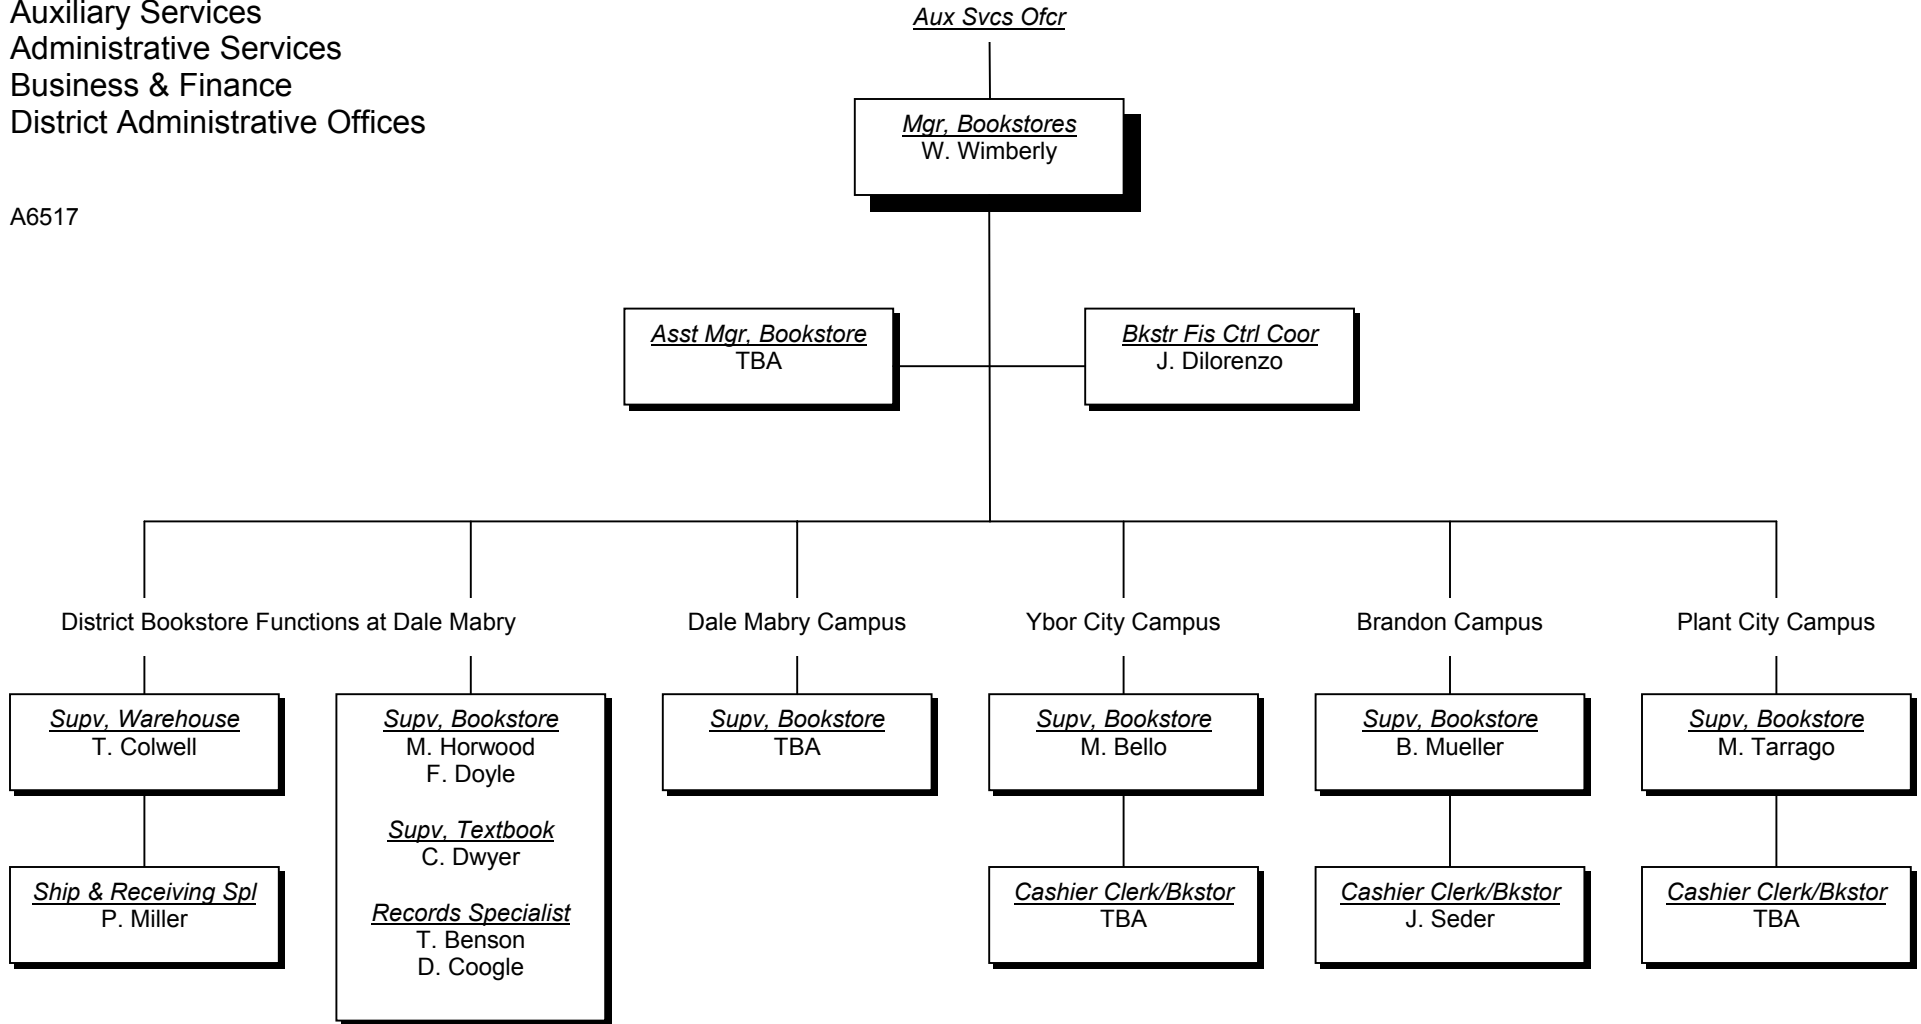 Auxiliary Services
Administrative Services
Business & Finance
District Administrative Offices
A6517
Aux Svcs Ofcr
Mgr, Bookstores
W. Wimberly
Asst Mgr, Bookstore
TBA
Bkstr Fis Ctrl Coor
J. Dilorenzo
District Bookstore Functions at Dale Mabry
Dale Mabry Campus
Ybor City Campus
Brandon Campus
Plant City Campus
Supv, Warehouse
T. Colwell
Ship & Receiving Spl
P. Miller
Supv, Bookstore
M. Horwood
F. Doyle
Supv, Textbook
C. Dwyer
Records Specialist
T. Benson
D. Coogle
Supv, Bookstore
TBA
Supv, Bookstore
M. Bello
Cashier Clerk/Bkstor
TBA
Supv, Bookstore
B. Mueller
Cashier Clerk/Bkstor
J. Seder
Supv, Bookstore
M. Tarrago
Cashier Clerk/Bkstor
TBA